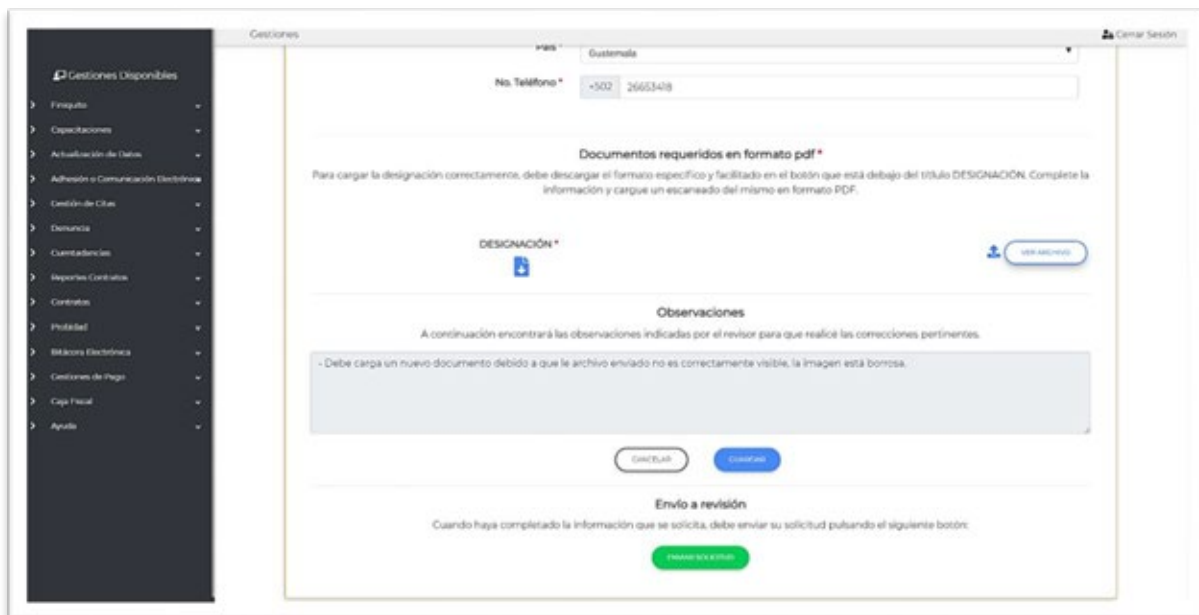 Gestiones
Cerrar Sesión
Gestiones Disponibles
Finiquito
Capacitaciones
Actualización de Datos
Adhesión o Comunicación Electrónica
Gestión de Citas
Denuncia
Cuentadancias
Reportes Contratos
Contratos
Probidad
Bitácora Electrónica
Gestiones de Pago
Caja Fiscal
Ayuda
País *
Guatemala
No. Teléfono *
+502 26653418
Documentos requeridos en formato pdf *
Para cargar la designación correctamente, debe descargar el formato específico y facilitado en el botón que está debajo del título DESIGNACIÓN. Complete la
información y cargue un escaneado del mismo en formato PDF.
DESIGNACIÓN *
VER ARCHIVO
Observaciones
A continuación encontrará las observaciones indicadas por el revisor para que realicé las correcciones pertinentes.
- Debe carga un nuevo documento debido a que le archivo enviado no es correctamente visible, la imagen está borrosa.
CANCELAR
GUARDAR
Envío a revisión
Cuando haya completado la información que se solicita, debe enviar su solicitud pulsando el siguiente botón:
ENVIAR SOLICITUD